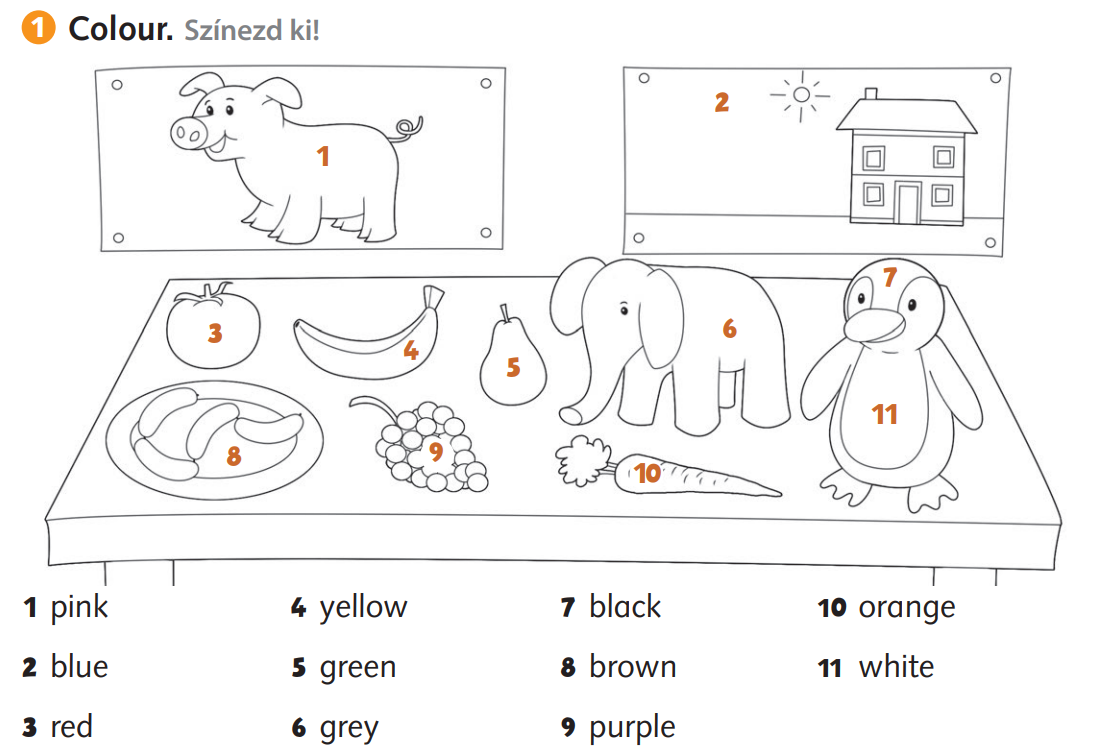 1 Colour. Színezd ki!
1
2
3
4
5
6
7
8
9
10
11
1 pink
4 yellow
7 black
10 orange
2 blue
5 green
8 brown
11 white
3 red
6 grey
9 purple